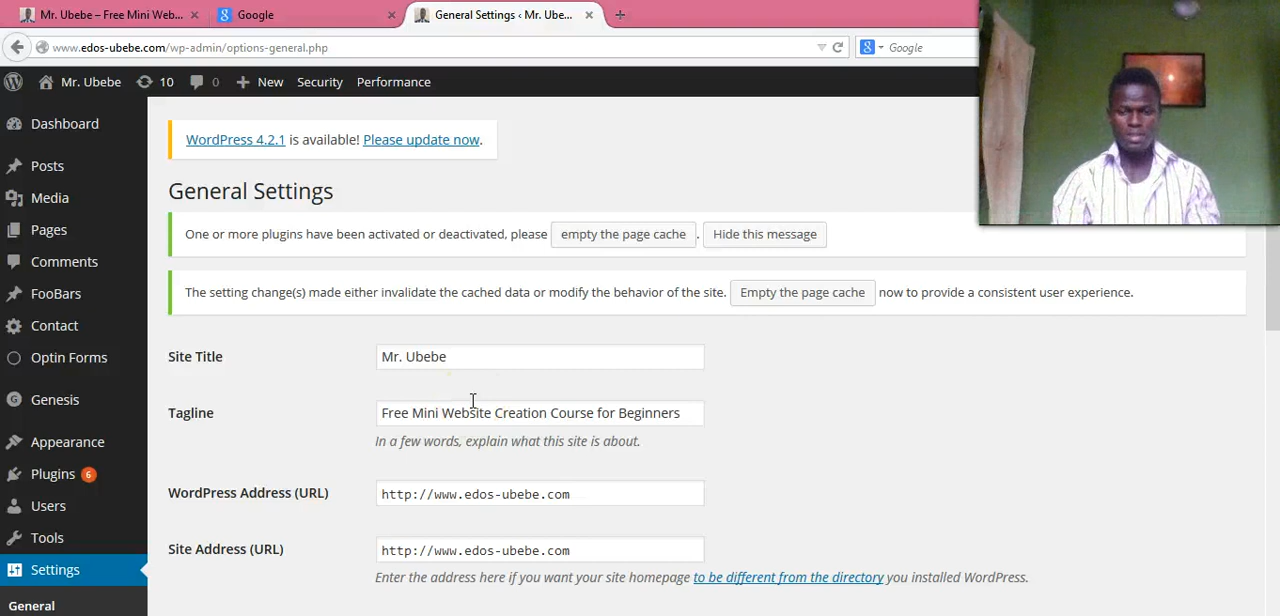 Mr. Ubebe – Free Mini Web...
Google
General Settings ‹ Mr. Ube...
www.edos-ubebe.com/wp-admin/options-general.php
Google
Mr. Ubebe
10
0
New
Security
Performance
Dashboard
Posts
Media
Pages
Comments
FooBars
Contact
Optin Forms
Genesis
Appearance
Plugins 6
Users
Tools
Settings
General
WordPress 4.2.1 is available! Please update now.
General Settings
One or more plugins have been activated or deactivated, please empty the page cache . Hide this message
The setting change(s) made either invalidate the cached data or modify the behavior of the site. Empty the page cache now to provide a consistent user experience.
Site Title
Mr. Ubebe
Tagline
Free Mini Website Creation Course for Beginners
In a few words, explain what this site is about.
WordPress Address (URL)
http://www.edos-ubebe.com
Site Address (URL)
http://www.edos-ubebe.com
Enter the address here if you want your site homepage to be different from the directory you installed WordPress.